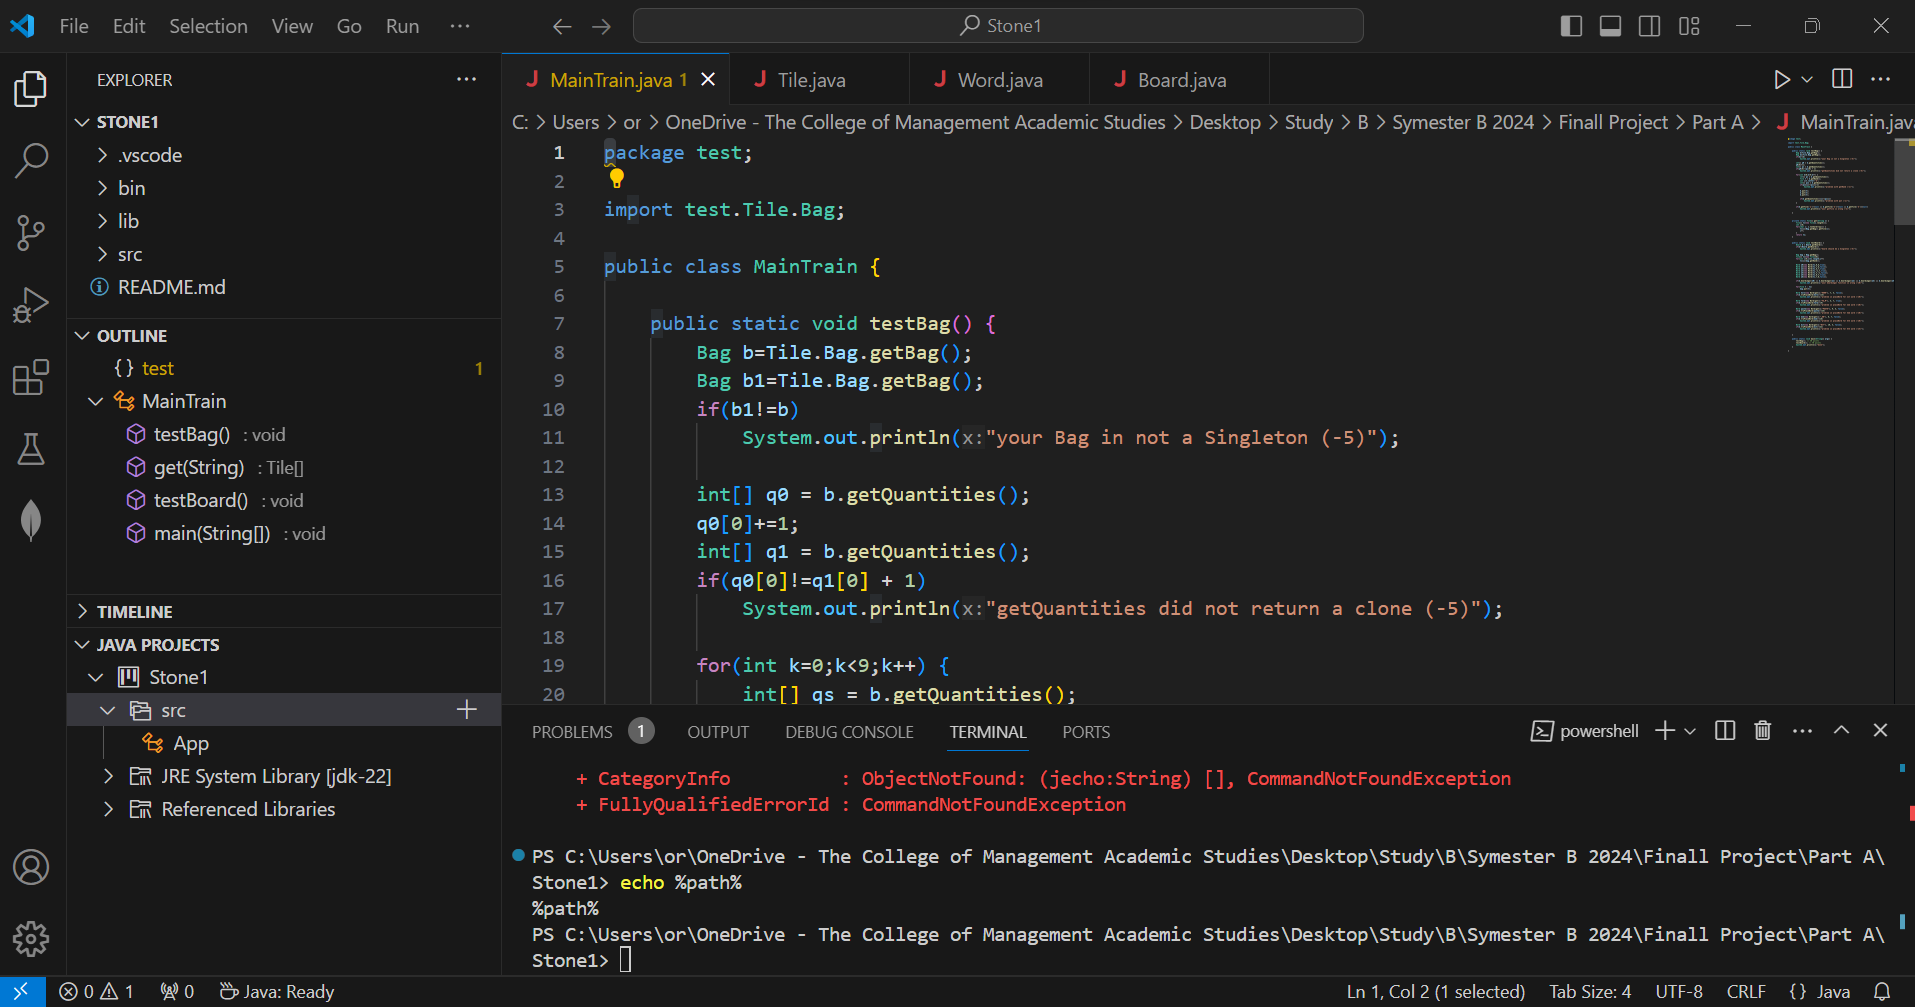 File Edit Selection View Go Run ···
Stone1
EXPLORER ···
STONE1
.vscode
bin
lib
src
README.md
OUTLINE
{} test 1
MainTrain
testBag() : void
get(String) : Tile[]
testBoard() : void
main(String[]) : void
TIMELINE
JAVA PROJECTS
Stone1
src
App
JRE System Library [jdk-22]
Referenced Libraries
J MainTrain.java 1
J Tile.java
J Word.java
J Board.java
C: > Users > or > OneDrive - The College of Management Academic Studies > Desktop > Study > B > Symester B 2024 > Finall Project > Part A > J MainTrain.java
1 package test;
2
3 import test.Tile.Bag;
4
5 public class MainTrain {
6
7 public static void testBag() {
8 Bag b=Tile.Bag.getBag();
9 Bag b1=Tile.Bag.getBag();
10 if(b1!=b)
11 System.out.println(x:"your Bag in not a Singleton (-5)");
12
13 int[] q0 = b.getQuantities();
14 q0[0]+=1;
15 int[] q1 = b.getQuantities();
16 if(q0[0]!=q1[0] + 1)
17 System.out.println(x:"getQuantities did not return a clone (-5)");
18
19 for(int k=0;k<9;k++) {
20 int[] qs = b.getQuantities();
PROBLEMS 1 OUTPUT DEBUG CONSOLE TERMINAL PORTS powershell
+ CategoryInfo : ObjectNotFound: (jecho:String) [], CommandNotFoundException
+ FullyQualifiedErrorId : CommandNotFoundException
PS C:\Users\or\OneDrive - The College of Management Academic Studies\Desktop\Study\B\Symester B 2024\Finall Project\Part A\
Stone1> echo %path%
%path%
PS C:\Users\or\OneDrive - The College of Management Academic Studies\Desktop\Study\B\Symester B 2024\Finall Project\Part A\
Stone1>
0 1 0 Java: Ready Ln 1, Col 2 (1 selected) Tab Size: 4 UTF-8 CRLF {} Java